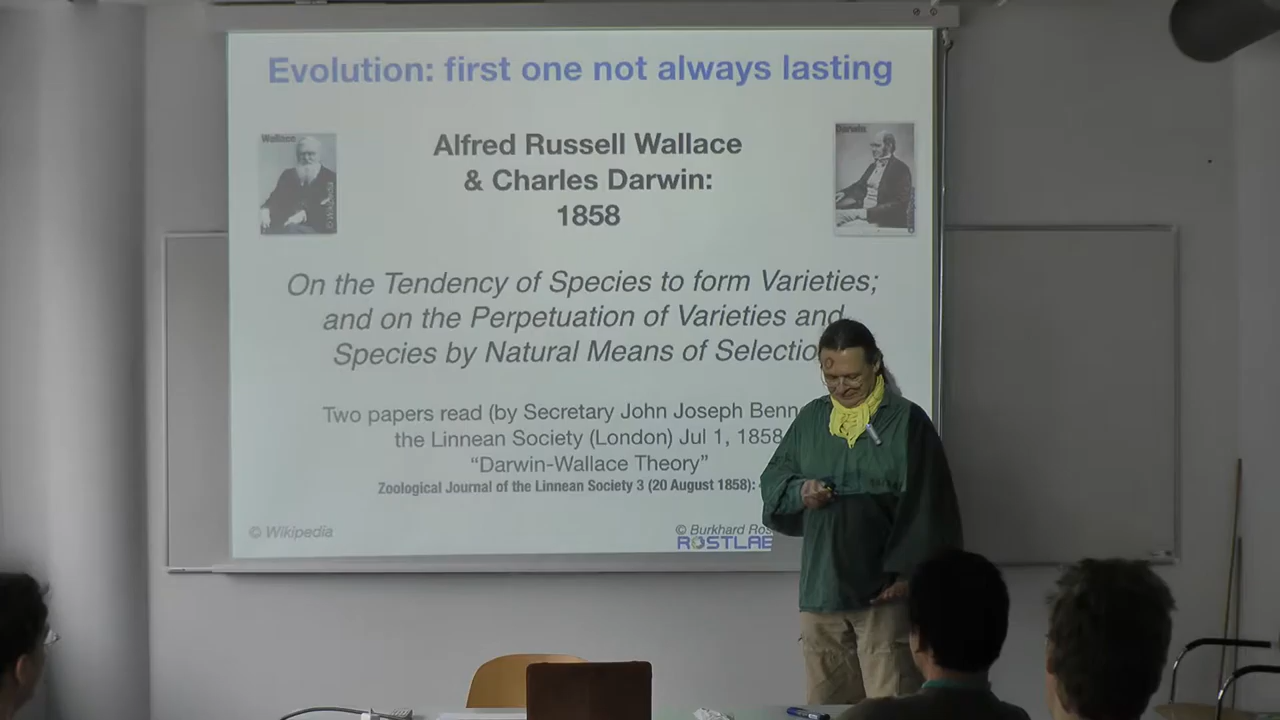 Evolution: first one not always lasting
Wallace
Darwin
Alfred Russell Wallace
& Charles Darwin:
1858
On the Tendency of Species to form Varieties;
and on the Perpetuation of Varieties and
Species by Natural Means of Selectio
Two papers read (by Secretary John Joseph Benn
the Linnean Society (London) Jul 1, 1858
“Darwin-Wallace Theory”
Zoological Journal of the Linnean Society 3 (20 August 1858):
© Wikipedia
© Burkhard Ros
ROSTLAB